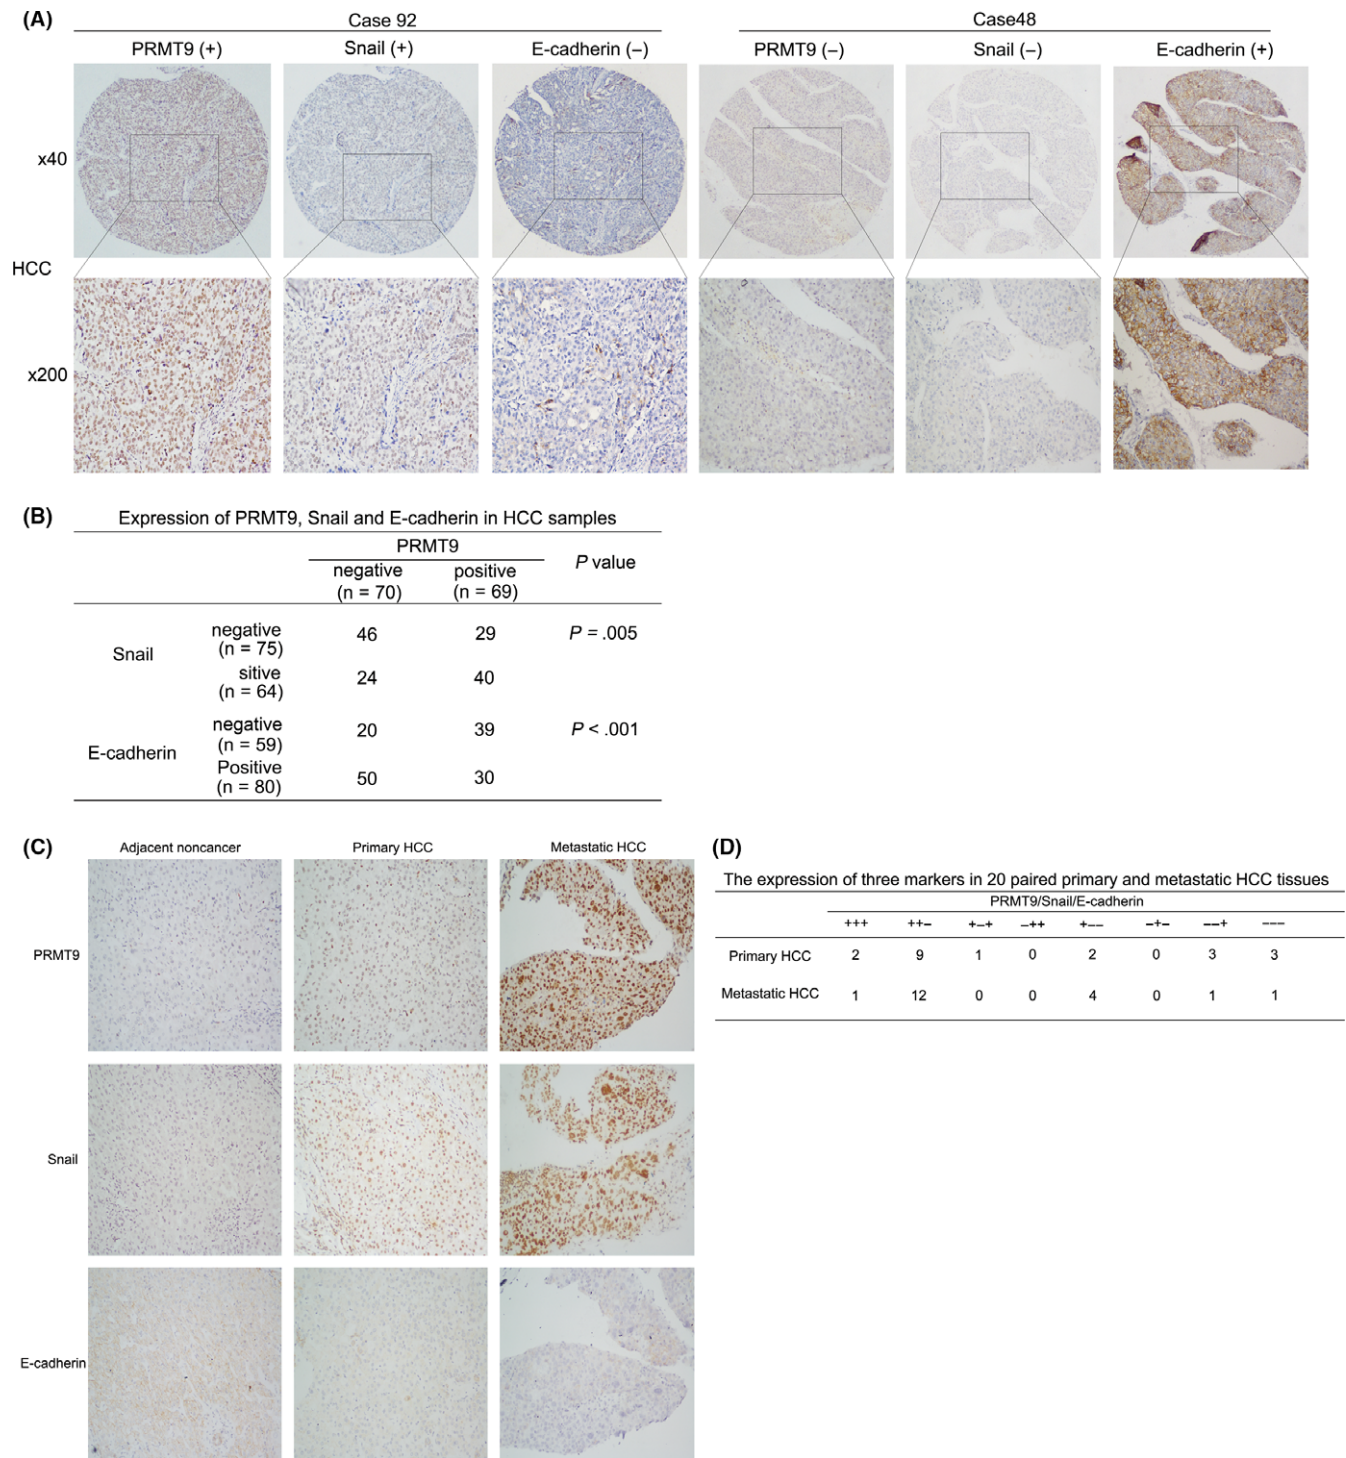 (A)
Case 92
Case48
PRMT9 (+)
Snail (+)
E-cadherin (–)
PRMT9 (–)
Snail (–)
E-cadherin (+)
x40
HCC
x200
(B)
Expression of PRMT9, Snail and E-cadherin in HCC samples
PRMT9
P value
negative positive
(n = 70) (n = 69)
Snail
negative 46 29 P = .005
(n = 75)
sitive 24 40
(n = 64)
E-cadherin
negative 20 39 P < .001
(n = 59)
Positive 50 30
(n = 80)
(C)
Adjacent noncancer
Primary HCC
Metastatic HCC
PRMT9
Snail
E-cadherin
(D)
The expression of three markers in 20 paired primary and metastatic HCC tissues
PRMT9/Snail/E-cadherin
+++ ++– +–+ –++ +–– –+– ––+ –––
Primary HCC 2 9 1 0 2 0 3 3
Metastatic HCC 1 12 0 0 4 0 1 1